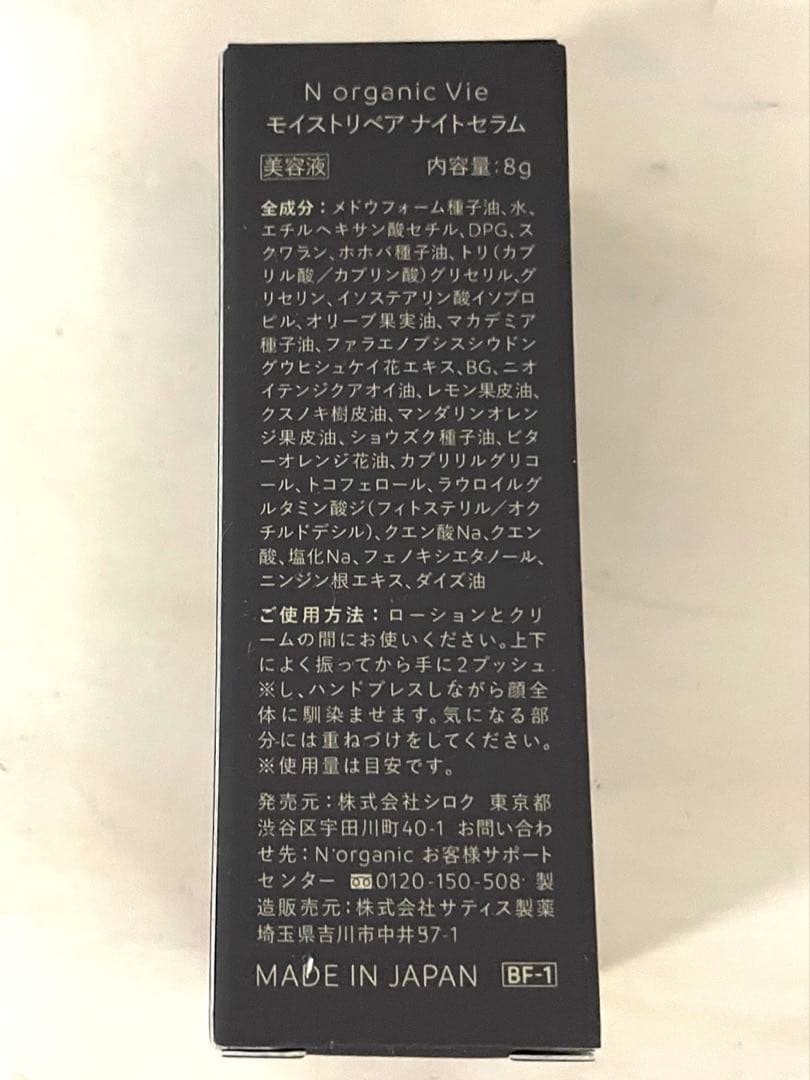 N organic Vie
モイストリペア ナイトセラム
美容液 内容量:8g
全成分:メドウフォーム種子油、水、
エチルヘキサン酸セチル、DPG、ス
クワラン、ホホバ種子油、トリ(カプ
リル酸/カプリン酸)グリセリル、グ
リセリン、イソステアリン酸イソプロ
ピル、オリーブ果実油、マカデミア
種子油、ファラエノプシスシウドン
グウヒシュケイ花エキス、BG、ニオ
イテンジクアオイ油、レモン果皮油、
クスノキ樹皮油、マンダリンオレン
ジ果皮油、ショウズク種子油、ビタ
ーオレンジ花油、カプリリルグリコ
ール、トコフェロール、ラウロイルグ
ルタミン酸ジ(フィトステリル/オク
チルドデシル)、クエン酸Na、クエン
酸、塩化Na、フェノキシエタノール、
ニンジン根エキス、ダイズ油
ご使用方法:ローションとクリ
ームの間にお使いください。上下
によく振ってから手に2プッシュ
※し、ハンドプレスしながら顔全
体に馴染ませます。気になる部
分には重ねづけをしてください。
※使用量は目安です。
発売元:株式会社シロク 東京都
渋谷区宇田川町40-1 お問い合わ
せ先:N organic お客様サポート
センター 0120-150-508 製
造販売元:株式会社サティス製薬
埼玉県吉川市中井37-1
MADE IN JAPAN BF-1